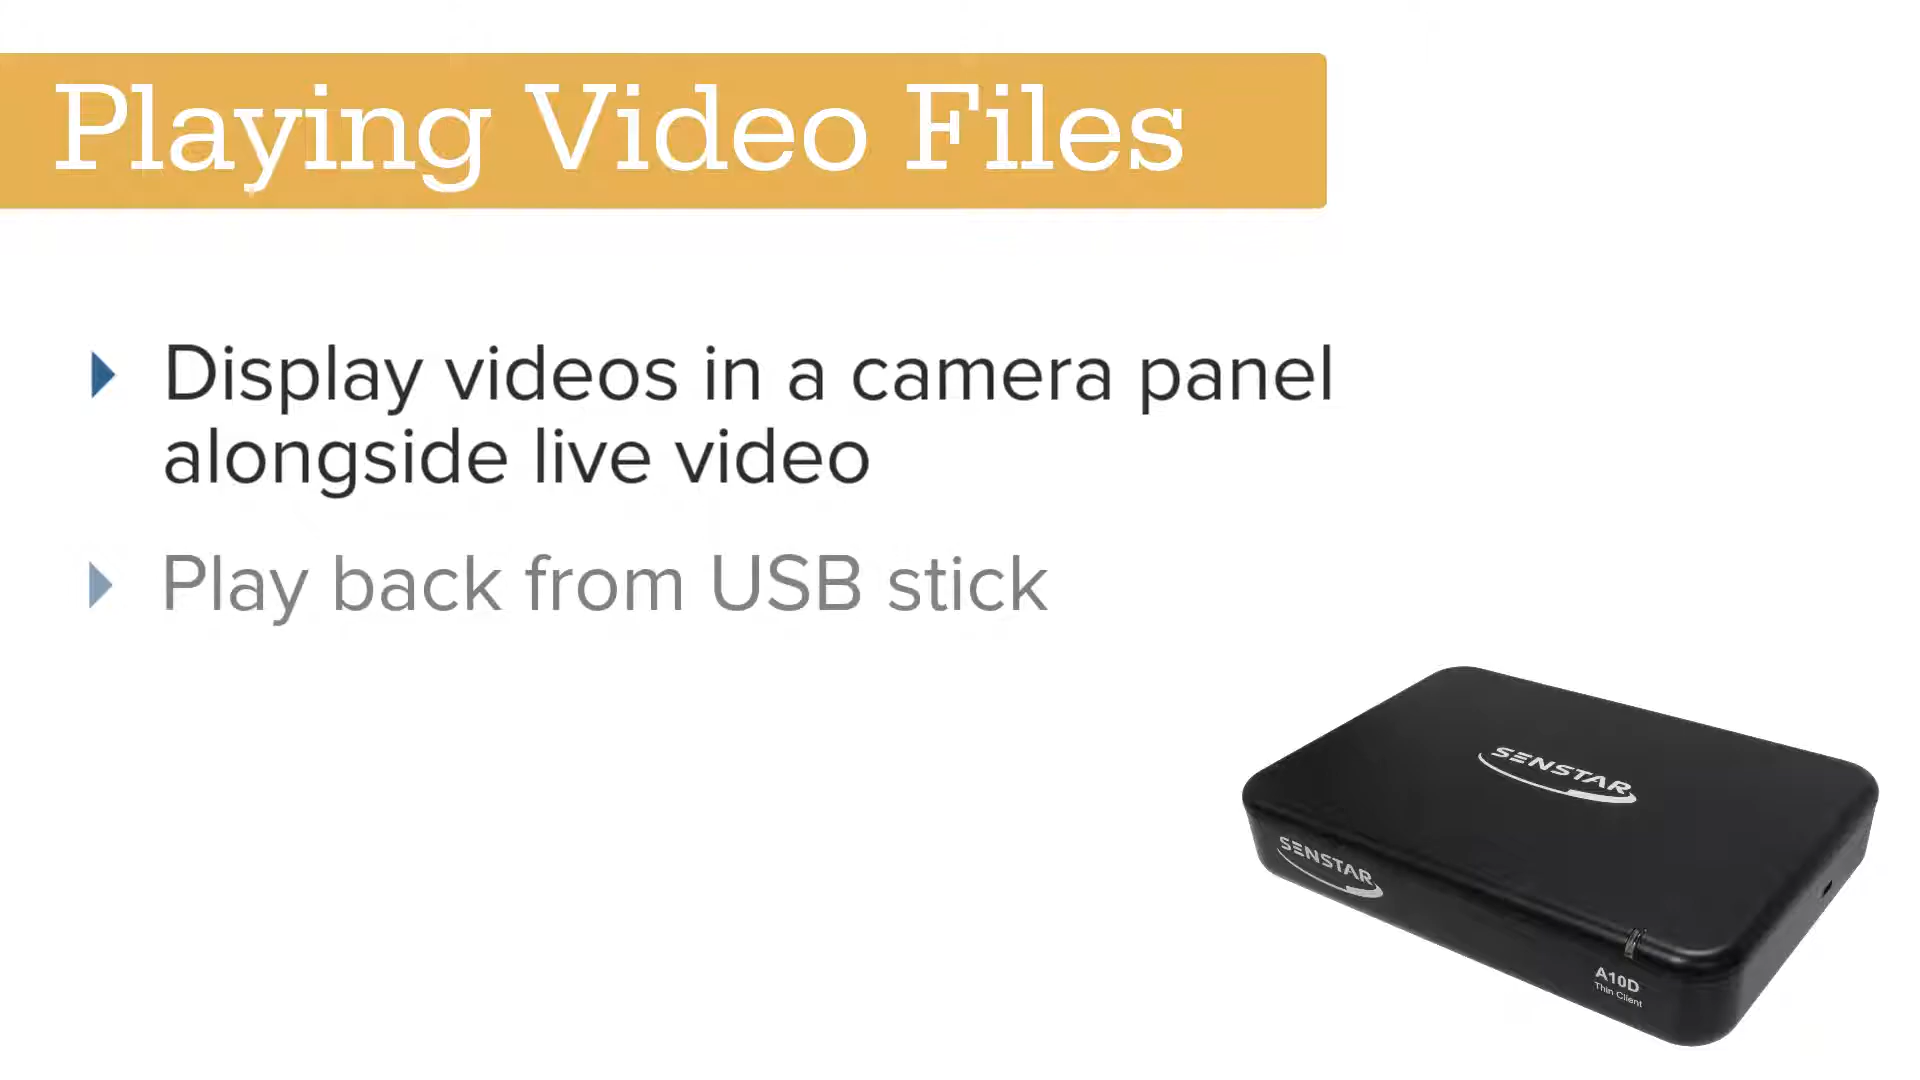 Playing Video Files
Display videos in a camera panel
alongside live video
Play back from USB stick
SENSTAR
SENSTAR
A10D
Thin Client